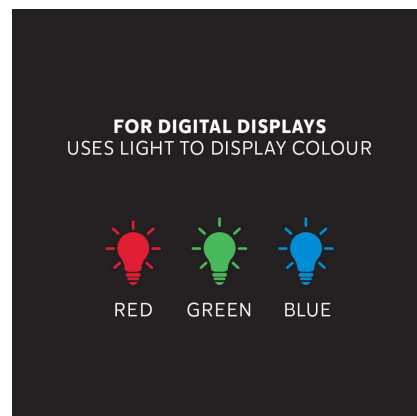 FOR DIGITAL DISPLAYS
USES LIGHT TO DISPLAY COLOUR
RED GREEN BLUE